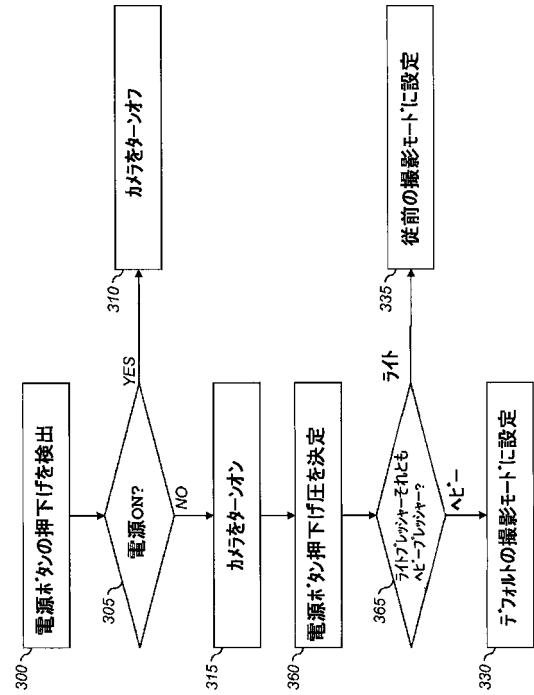 300
電源ボタンの押下げを検出
305
電源ON?
YES
310
カメラをターンオフ
NO
315
カメラをターンオン
360
電源ボタン押下げ圧を決定
365
ライトプレッシャーそれとも
ヘビープレッシャー?
ライト
335
従前の撮影モードに設定
ヘビー
330
デフォルトの撮影モードに設定